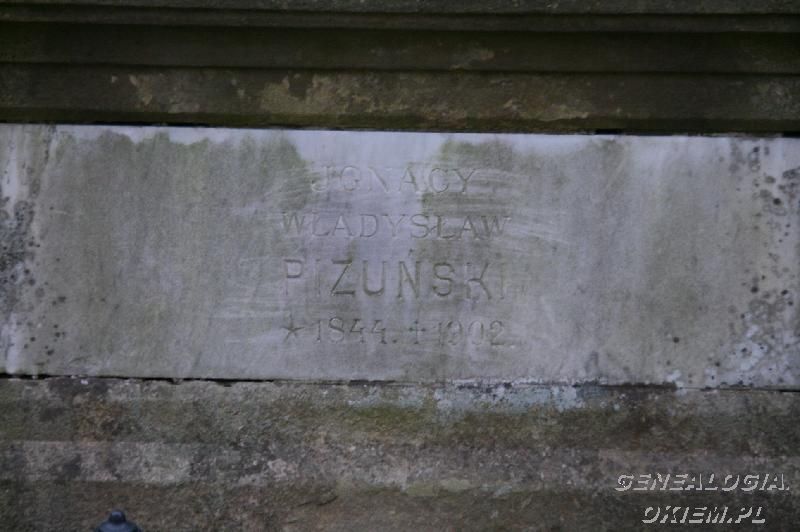 JGNACY
WŁADYSŁAW
PIZUŃSKI
* 1844. † 1902.
GENEALOGIA.
OKIEM.PL